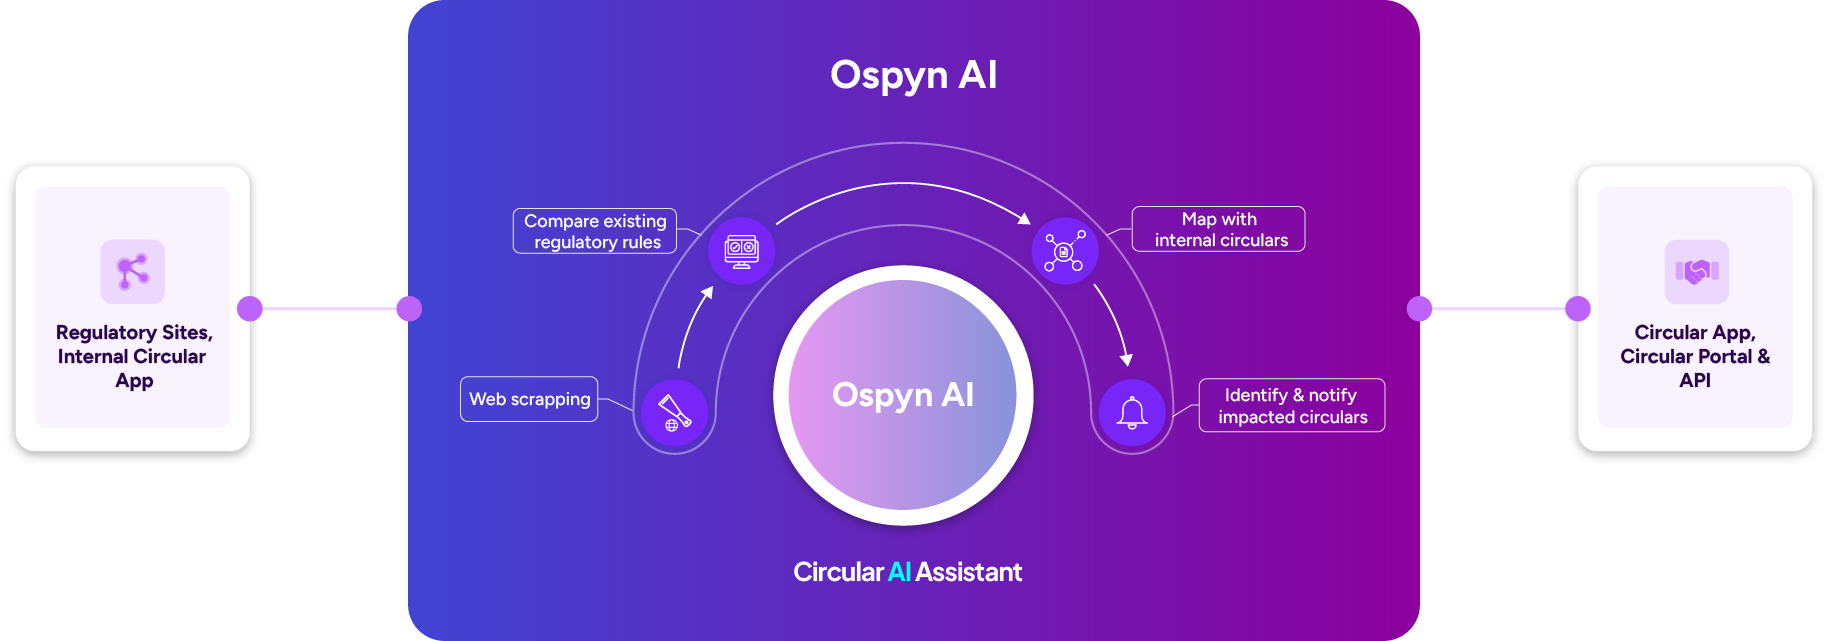 Ospyn AI
Regulatory Sites,
Internal Circular
App
Compare existing
regulatory rules
Web scrapping
Map with
internal circulars
Identify & notify
impacted circulars
Ospyn AI
Circular AI Assistant
Circular App,
Circular Portal &
API